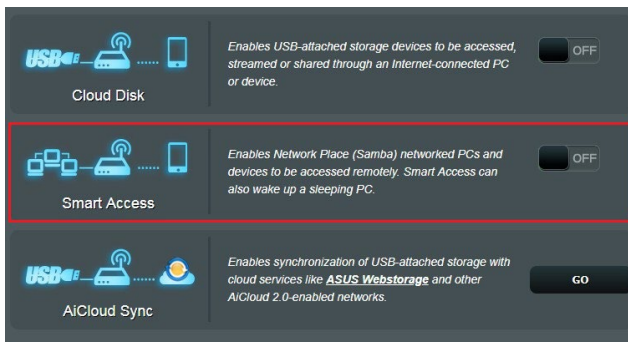 USB
Cloud Disk
Enables USB-attached storage devices to be accessed,
streamed or shared through an Internet-connected PC
or device.
OFF
Smart Access
Enables Network Place (Samba) networked PCs and
devices to be accessed remotely. Smart Access can
also wake up a sleeping PC.
OFF
USB
AiCloud Sync
Enables synchronization of USB-attached storage with
cloud services like ASUS Webstorage and other
AiCloud 2.0-enabled networks.
GO